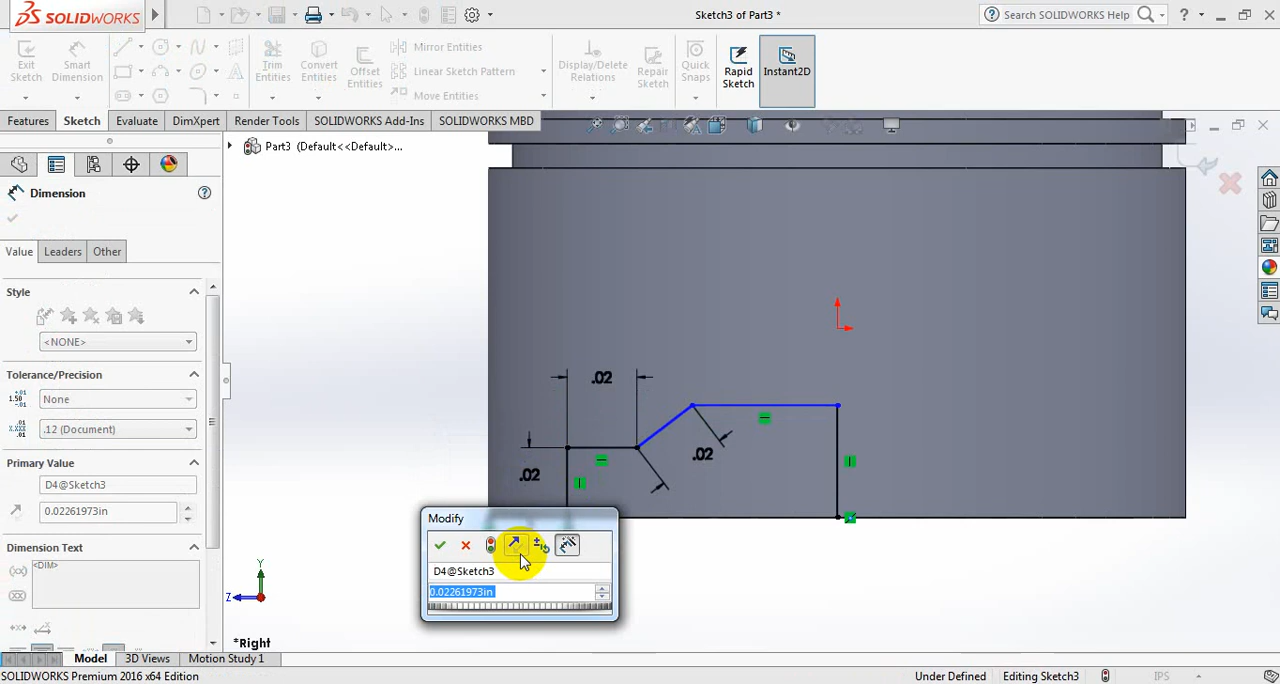 SOLIDWORKS
Sketch3 of Part3 *
Search SOLIDWORKS Help
Exit Sketch
Smart Dimension
Trim Entities
Convert Entities
Offset Entities
Mirror Entities
Linear Sketch Pattern
Move Entities
Display/Delete Relations
Repair Sketch
Quick Snaps
Rapid Sketch
Instant2D
Features
Sketch
Evaluate
DimXpert
Render Tools
SOLIDWORKS Add-Ins
SOLIDWORKS MBD
Part3 (Default<<Default>...
Dimension
Value
Leaders
Other
Style
<NONE>
Tolerance/Precision
None
.12 (Document)
Primary Value
D4@Sketch3
0.02261973in
Dimension Text
<DIM>
.02
.02
.02
Modify
D4@Sketch3
0.02261973in
Y
Z
*Right
Model
3D Views
Motion Study 1
SOLIDWORKS Premium 2016 x64 Edition
Under Defined
Editing Sketch3
IPS